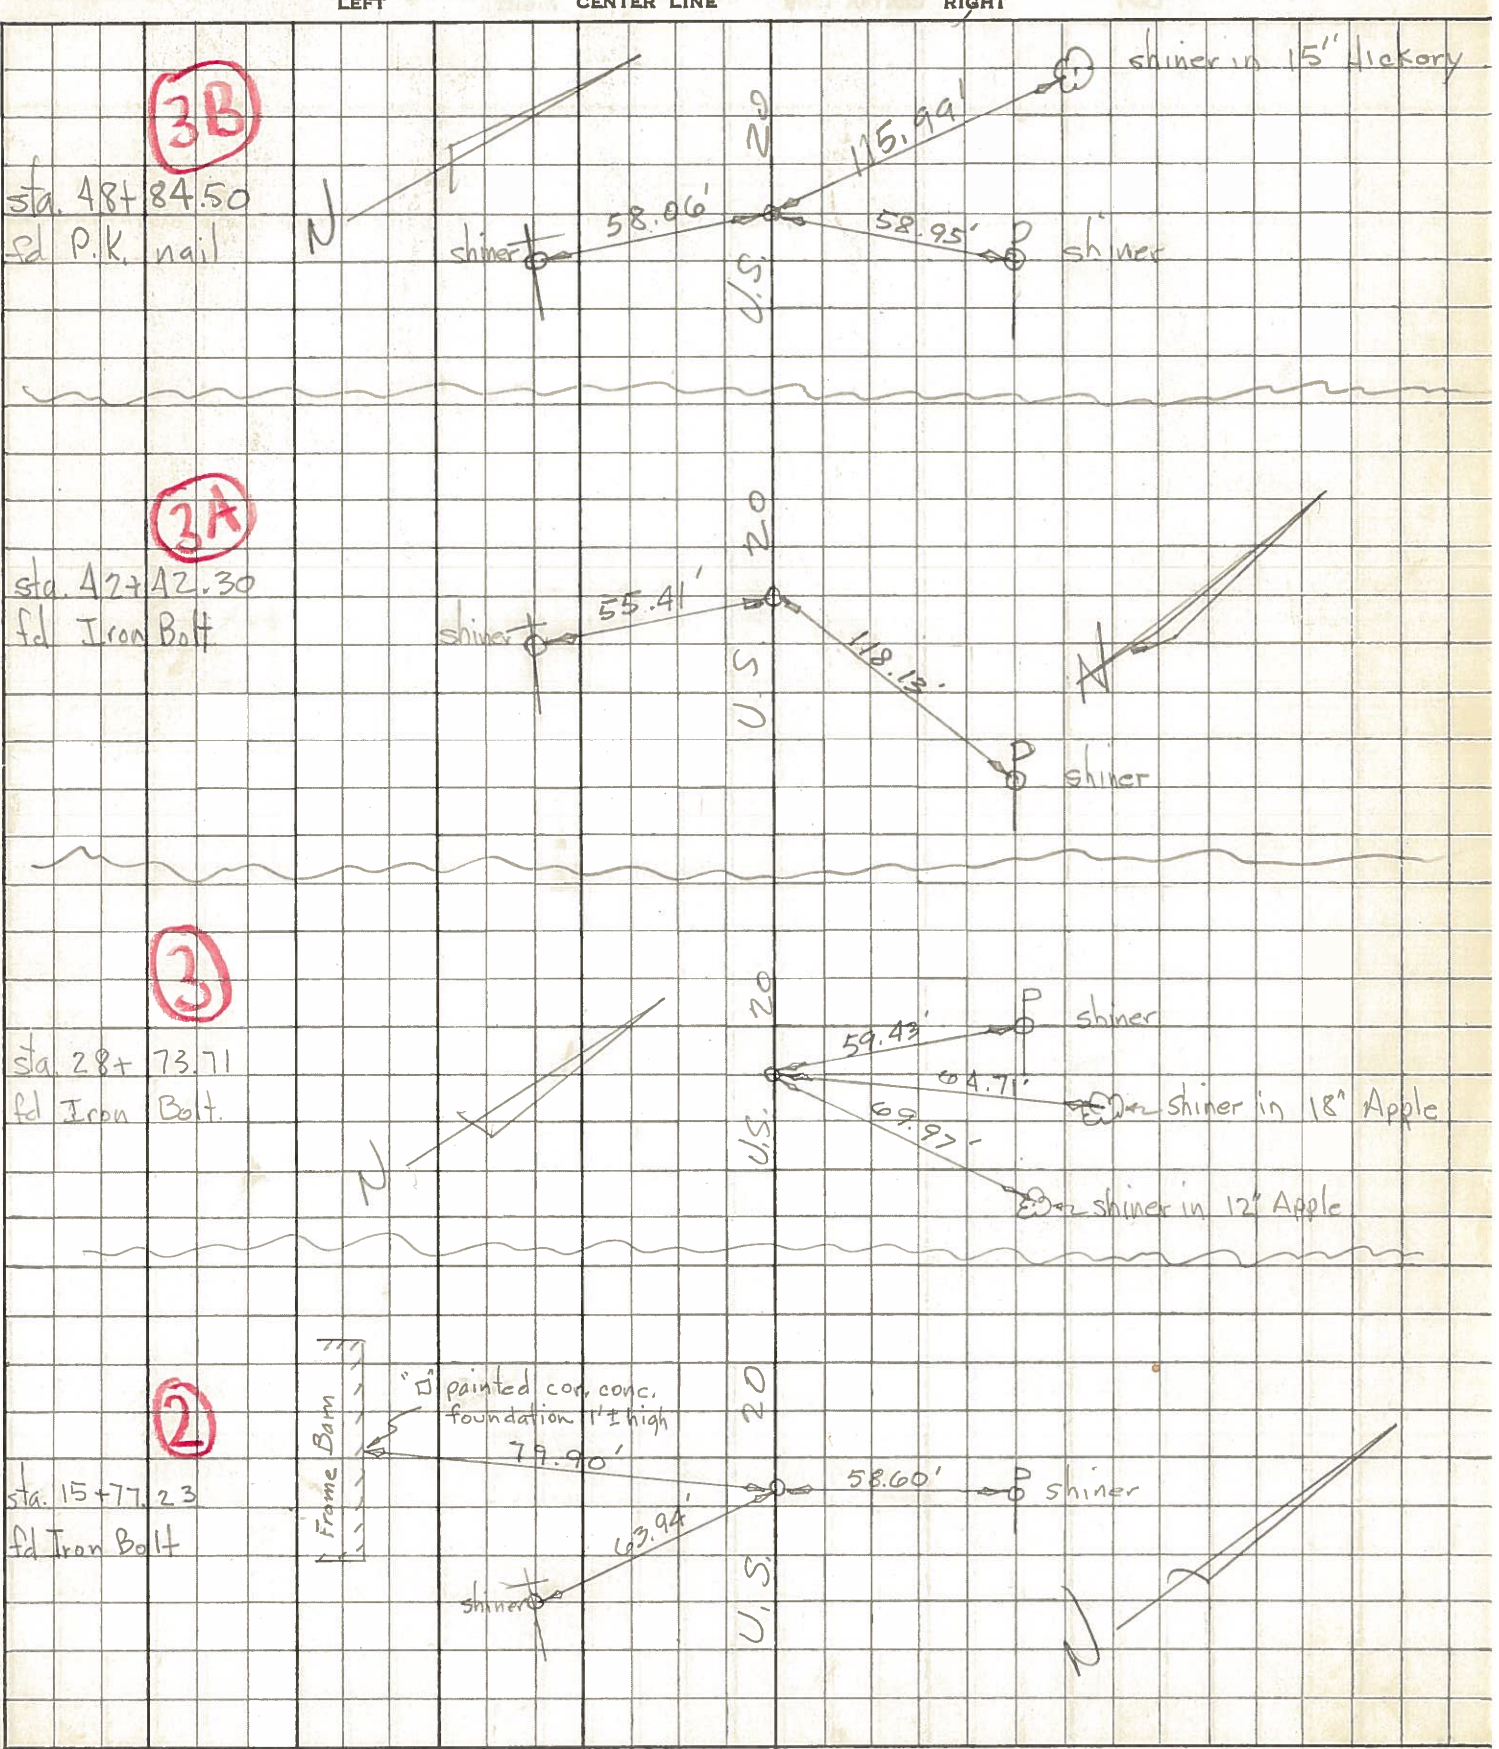 LEFT CENTER LINE RIGHT
3B
shiner in 15" Hickory
115.99'
U.S. 20
sta. 48+84.50
fd P.K. nail
N
58.06'
58.95'
shiner
shiner
3A
sta. 42+42.30
fd Iron Bolt
U.S. 20
55.41'
shiner
118.13'
N
shiner
3
sta. 28+73.71
fd Iron Bolt.
U.S. 20
59.43'
shiner
64.71'
shiner in 18" Apple
69.97'
shiner in 12" Apple
N
2
sta. 15+77.23
fd Iron Bolt
Frame Barn
"□" painted cor. conc.
foundation 1'± high
79.90'
U.S. 20
58.60'
shiner
63.94'
shiner
N